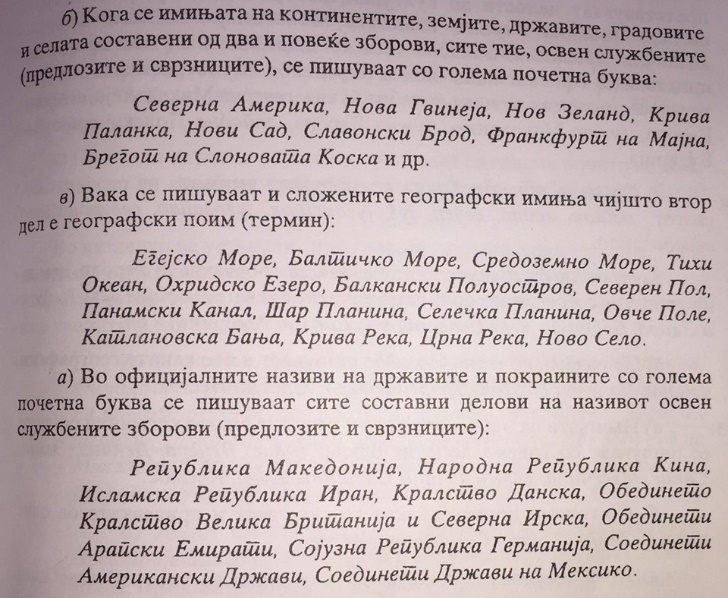 б) Кога се имињата на континентите, земјите, државите, градовите
и селата составени од два и повеќе зборови, сите тие, освен службените
(предлозите и сврзниците), се пишуваат со голема почетна буква:
Северна Америка, Нова Гвинеја, Нов Зеланд, Крива
Паланка, Нови Сад, Славонски Брод, Франкфурт на Мајна,
Брегот на Слоновата Коска и др.
в) Вака се пишуваат и сложените географски имиња чијшто втор
дел е географски поим (термин):
Егејско Море, Балтичко Море, Средоземно Море, Тихи
Океан, Охридско Езеро, Балкански Полуостров, Северен Пол,
Панамски Канал, Шар Планина, Селечка Планина, Овче Поле,
Катлановска Бања, Крива Река, Црна Река, Ново Село.
а) Во официјалните називи на државите и покраините со голема
почетна буква се пишуваат сите составни делови на називот освен
службените зборови (предлозите и сврзниците):
Република Македонија, Народна Република Кина,
Исламска Република Иран, Кралство Данска, Обединето
Кралство Велика Британија и Северна Ирска, Обединети
Арапски Емирати, Сојузна Република Германија, Соединети
Американски Држави, Соединети Држави на Мексико.